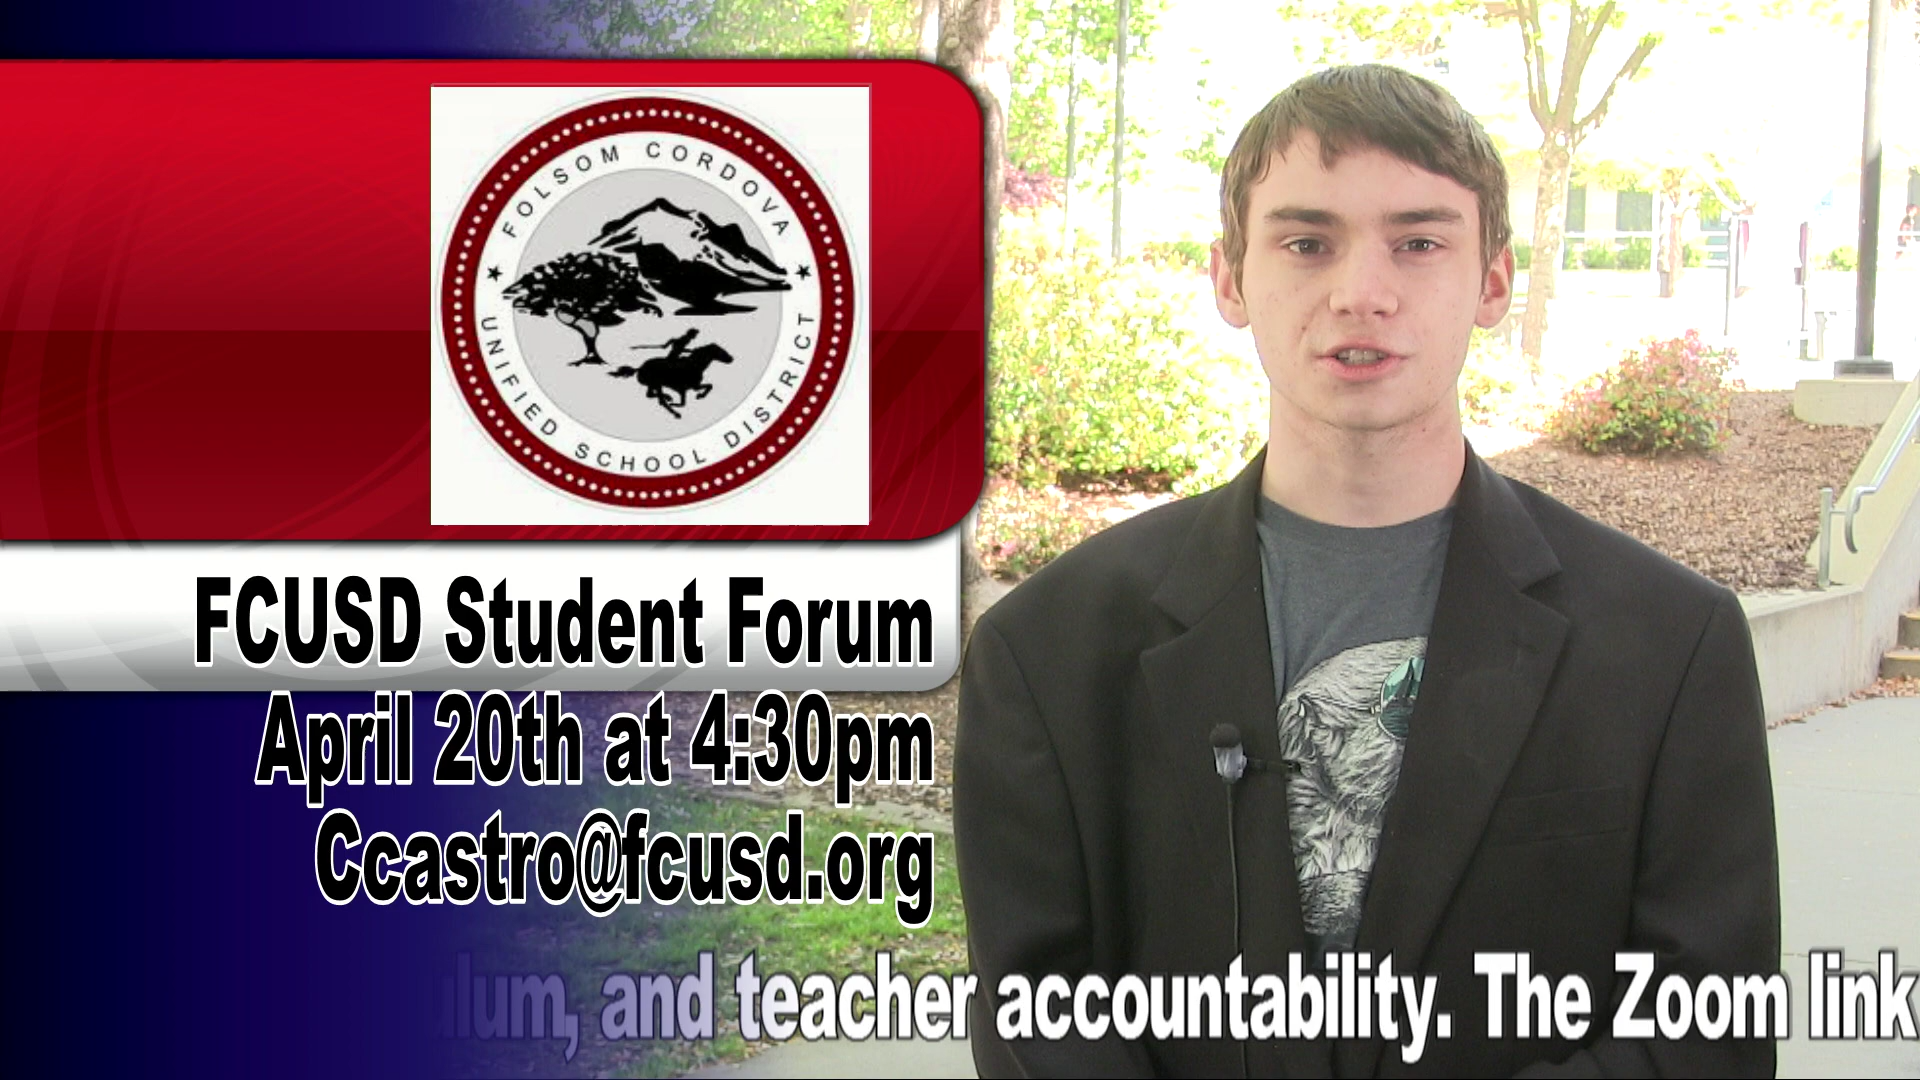 FOLSOM CORDOVA
UNIFIED SCHOOL DISTRICT
FCUSD Student Forum
April 20th at 4:30pm
Ccastro@fcusd.org
lum, and teacher accountability. The Zoom link